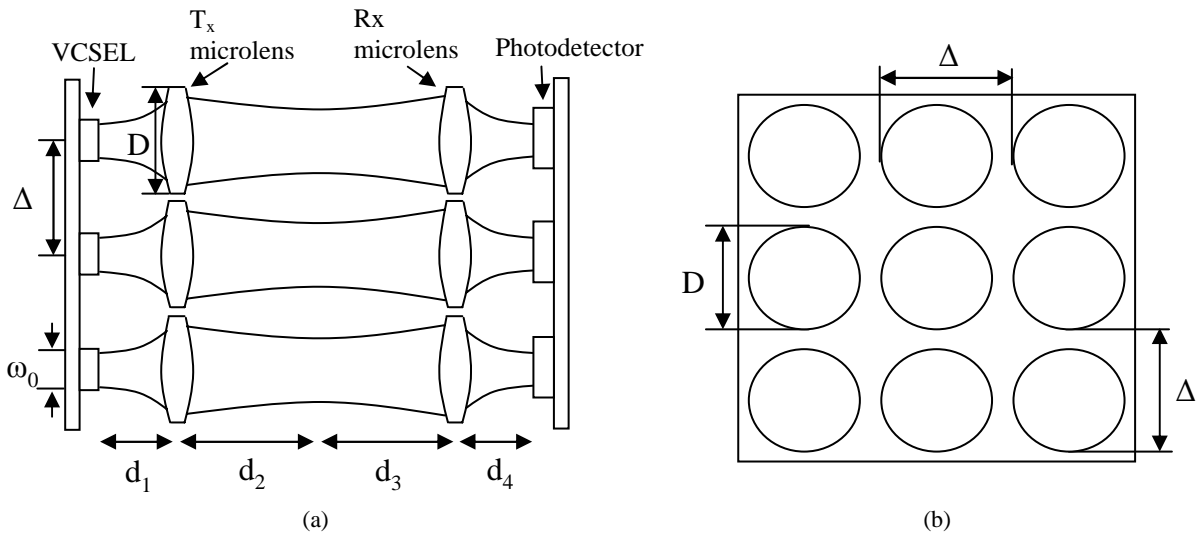 VCSEL
Tx
microlens
Rx
microlens
Photodetector
D
Δ
ω0
d1
d2
d3
d4
(a)
Δ
D
Δ
(b)